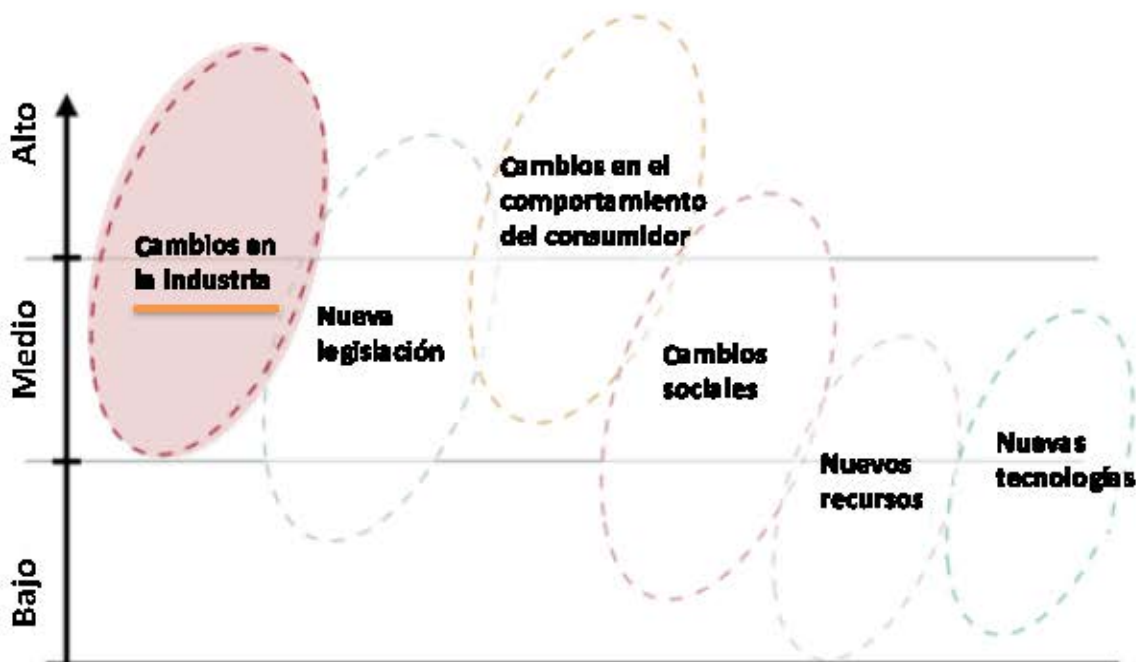 Alto
Medio
Bajo
Cambios en
la industria
Nueva
legislación
Cambios en el
comportamiento
del consumidor
Cambios
sociales
Nuevos
recursos
Nuevas
tecnologías